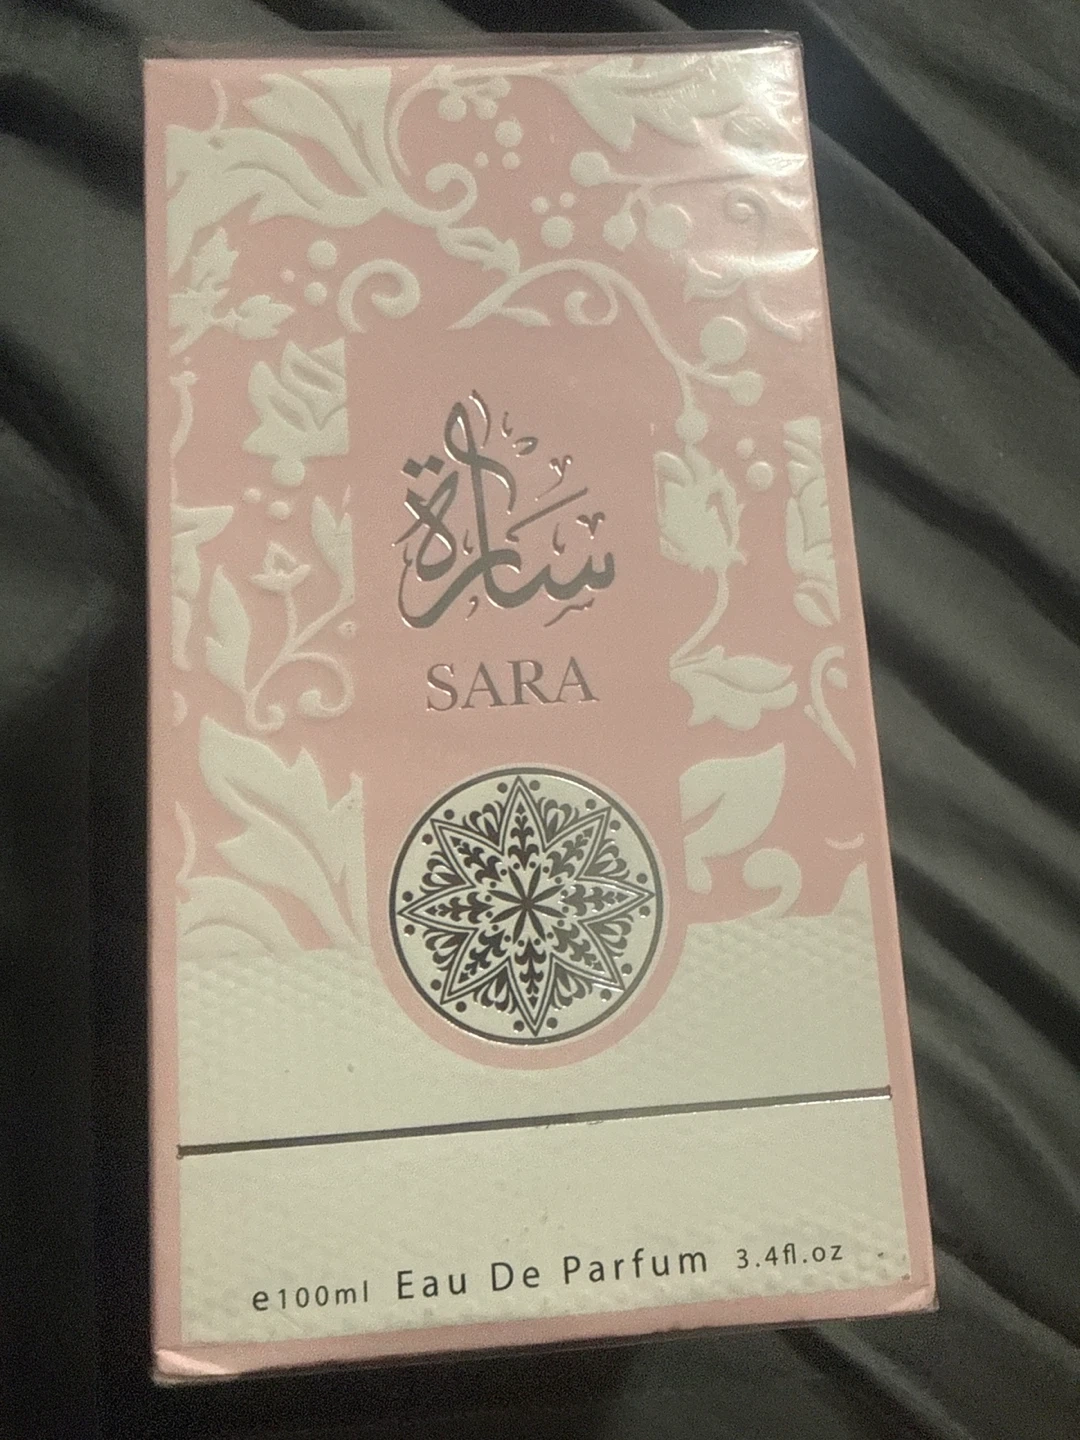 سارة
SARA
e100ml Eau De Parfum 3.4fl.oz